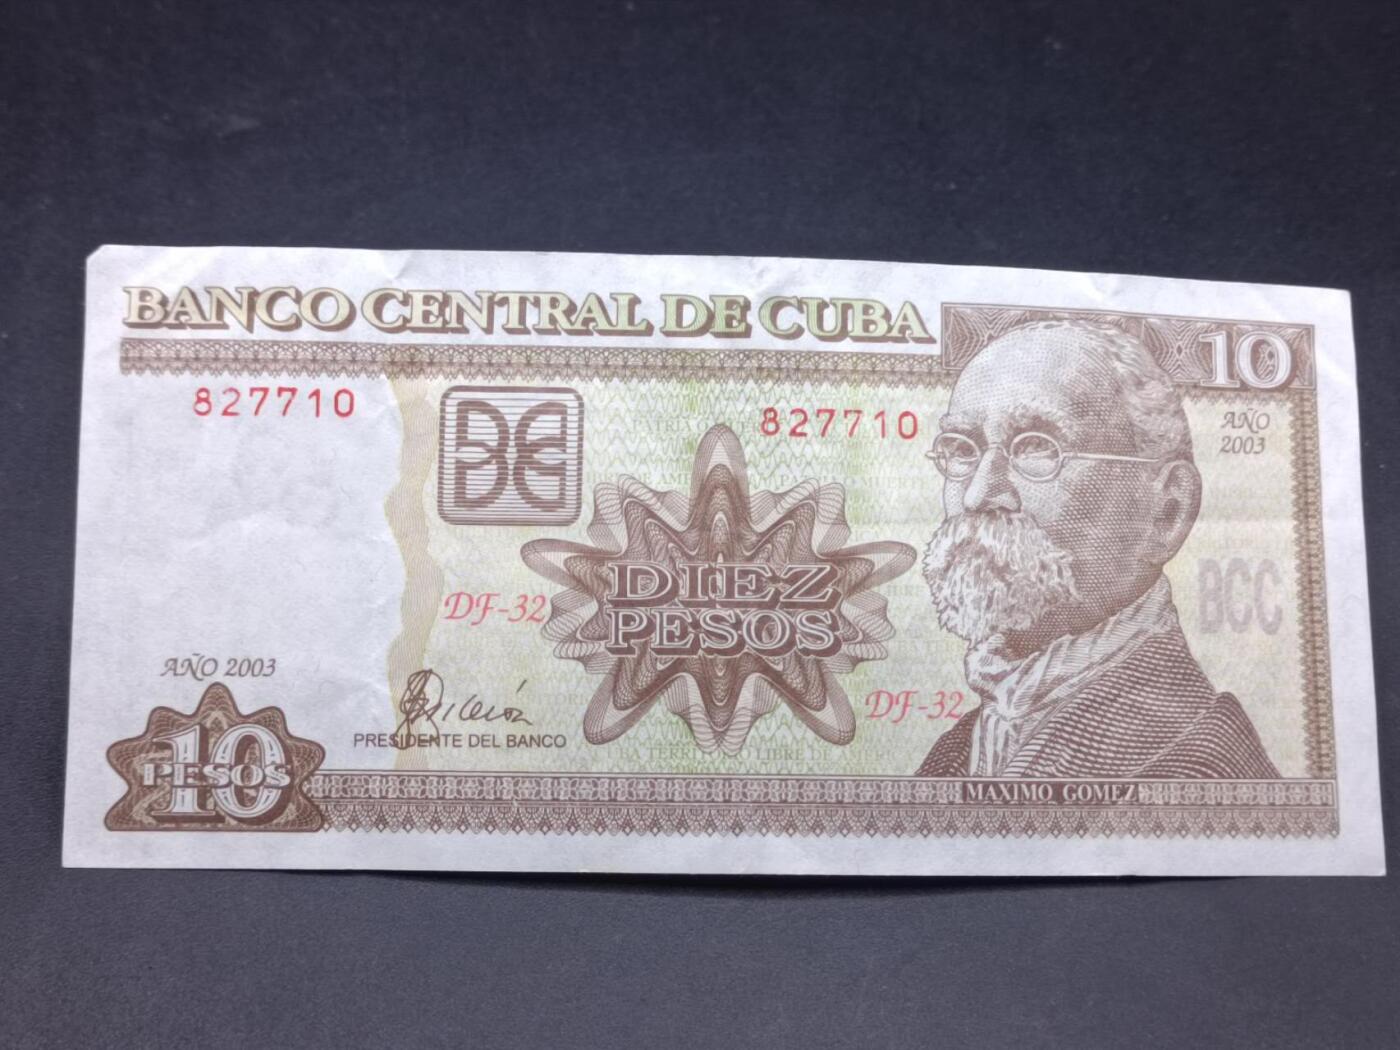 BANCO CENTRAL DE CUBA
10
827710
827710
AÑO
2003
DIEZ
PESOS
BCC
DF-32
AÑO 2003
DF-32
PRESIDENTE DEL BANCO
10
PESOS
MAXIMO GOMEZ